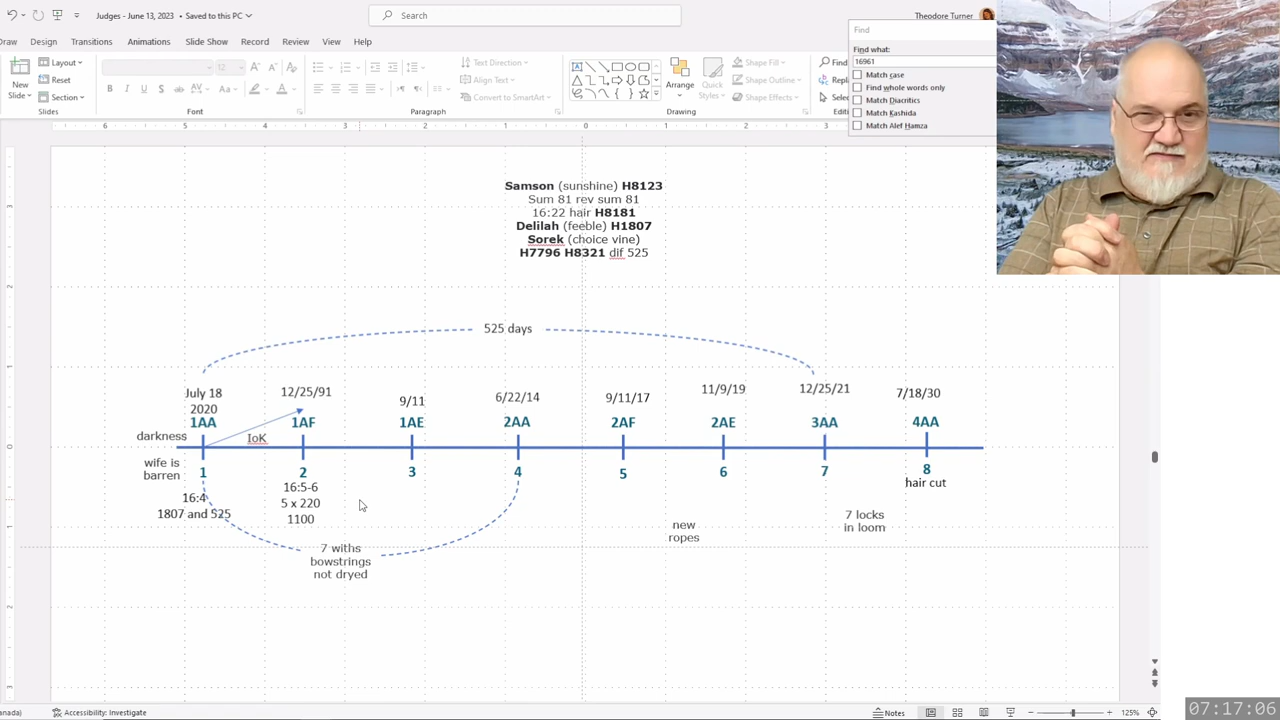 Judges - June 13, 2023 • Saved to this PC
Search
Theodore Turner
Draw
Design
Transitions
Animations
Slide Show
Record
Review
View
Help
New
Slide
Layout
Reset
Section
Slides
Font
Text Direction
Align Text
Convert to SmartArt
Paragraph
Arrange
Quick
Styles
Shape Fill
Shape Outline
Shape Effects
Drawing
Find
Find what:
16961
Match case
Find whole words only
Match Diacritics
Match Kashida
Match Alef Hamza
Samson (sunshine) H8123
Sum 81 rev sum 81
16:22 hair H8181
Delilah (feeble) H1807
Sorek (choice vine)
H7796 H8321 dif 525
525 days
July 18
2020
1AA
12/25/91
1AF
9/11
1AE
6/22/14
2AA
9/11/17
2AF
11/9/19
2AE
12/25/21
3AA
7/18/30
4AA
darkness
IoK
wife is
barren
1
2
3
4
5
6
7
8
hair cut
16:4
1807 and 525
16:5-6
5 x 220
1100
7 withs
bowstrings
not dryed
new
ropes
7 locks
in loom
Accessibility: Investigate
Notes
125%
07:17:06